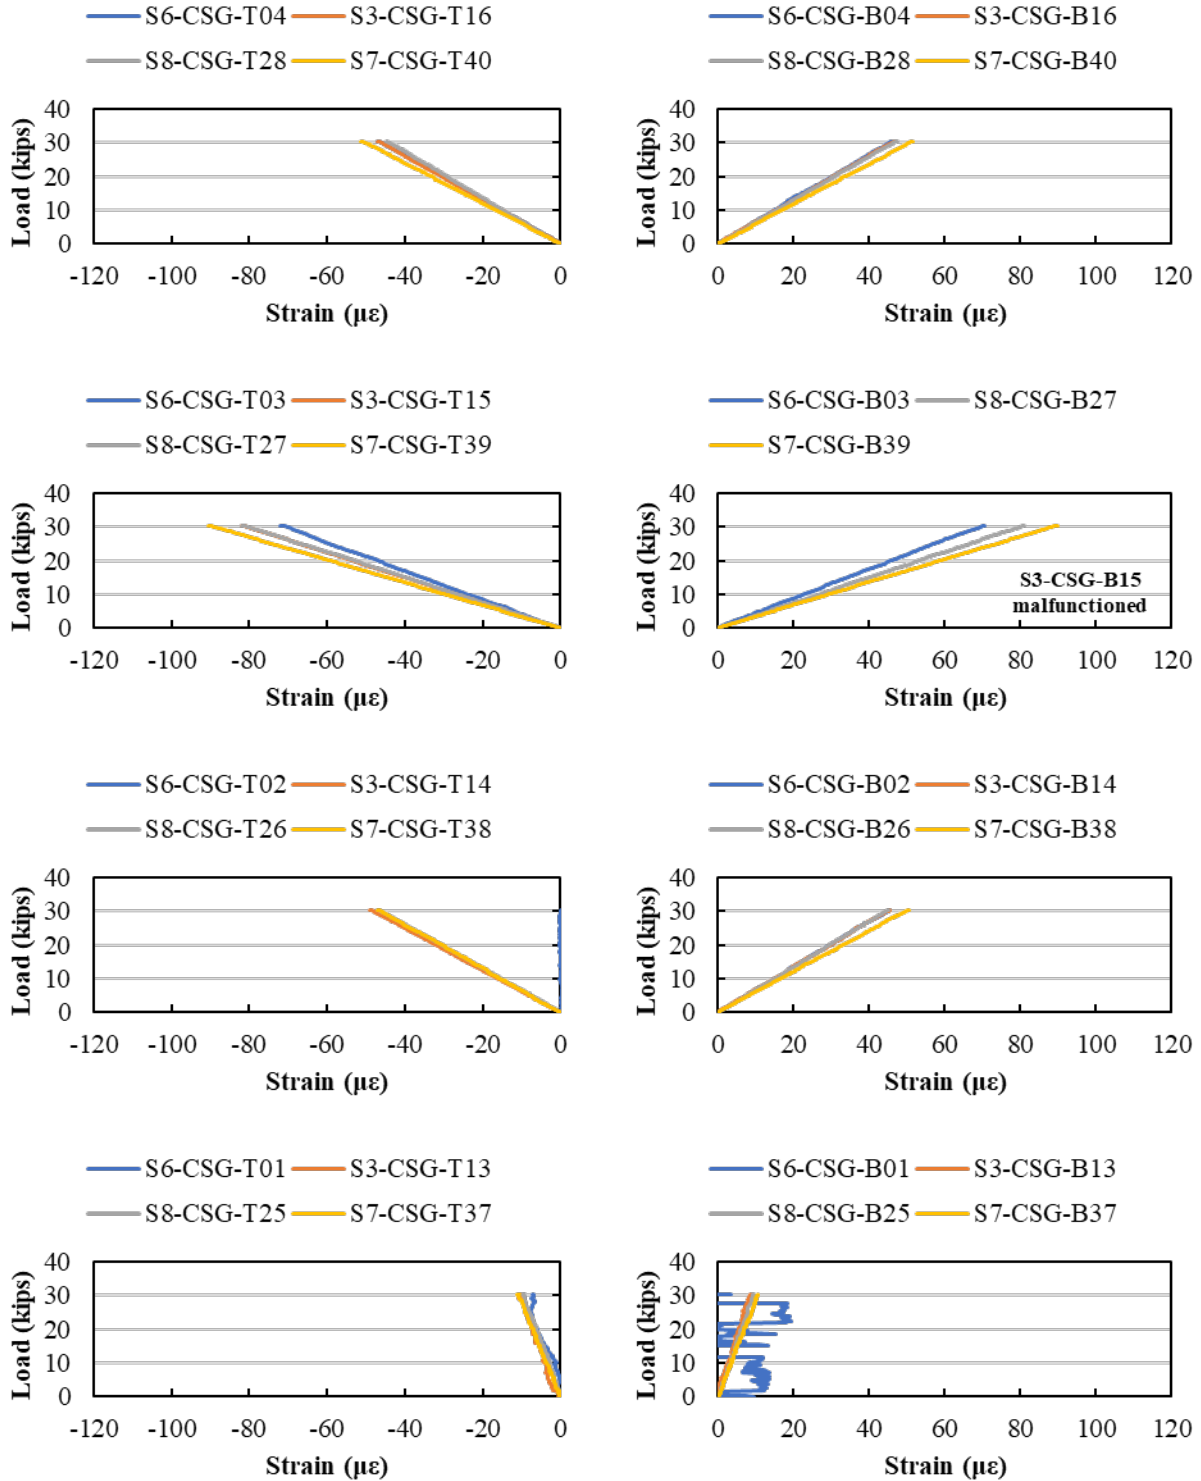 S6-CSG-T04 S3-CSG-T16
S8-CSG-T28 S7-CSG-T40
40
30
20
10
0
Load (kips)
-120 -100 -80 -60 -40 -20 0
Strain (με)
S6-CSG-B04 S3-CSG-B16
S8-CSG-B28 S7-CSG-B40
40
30
20
10
0
Load (kips)
0 20 40 60 80 100 120
Strain (με)
S6-CSG-T03 S3-CSG-T15
S8-CSG-T27 S7-CSG-T39
40
30
20
10
0
Load (kips)
-120 -100 -80 -60 -40 -20 0
Strain (με)
S6-CSG-B03 S8-CSG-B27
S7-CSG-B39
40
30
20
10
0
Load (kips)
S3-CSG-B15
malfunctioned
0 20 40 60 80 100 120
Strain (με)
S6-CSG-T02 S3-CSG-T14
S8-CSG-T26 S7-CSG-T38
40
30
20
10
0
Load (kips)
-120 -100 -80 -60 -40 -20 0
Strain (με)
S6-CSG-B02 S3-CSG-B14
S8-CSG-B26 S7-CSG-B38
40
30
20
10
0
Load (kips)
0 20 40 60 80 100 120
Strain (με)
S6-CSG-T01 S3-CSG-T13
S8-CSG-T25 S7-CSG-T37
40
30
20
10
0
Load (kips)
-120 -100 -80 -60 -40 -20 0
Strain (με)
S6-CSG-B01 S3-CSG-B13
S8-CSG-B25 S7-CSG-B37
40
30
20
10
0
Load (kips)
0 20 40 60 80 100 120
Strain (με)